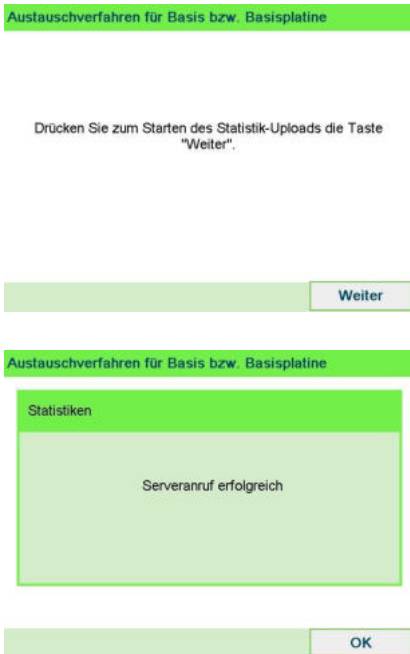 Austauschverfahren für Basis bzw. Basisplatine
Drücken Sie zum Starten des Statistik-Uploads die Taste
"Weiter".
Weiter
Austauschverfahren für Basis bzw. Basisplatine
Statistiken
Serveranruf erfolgreich
OK